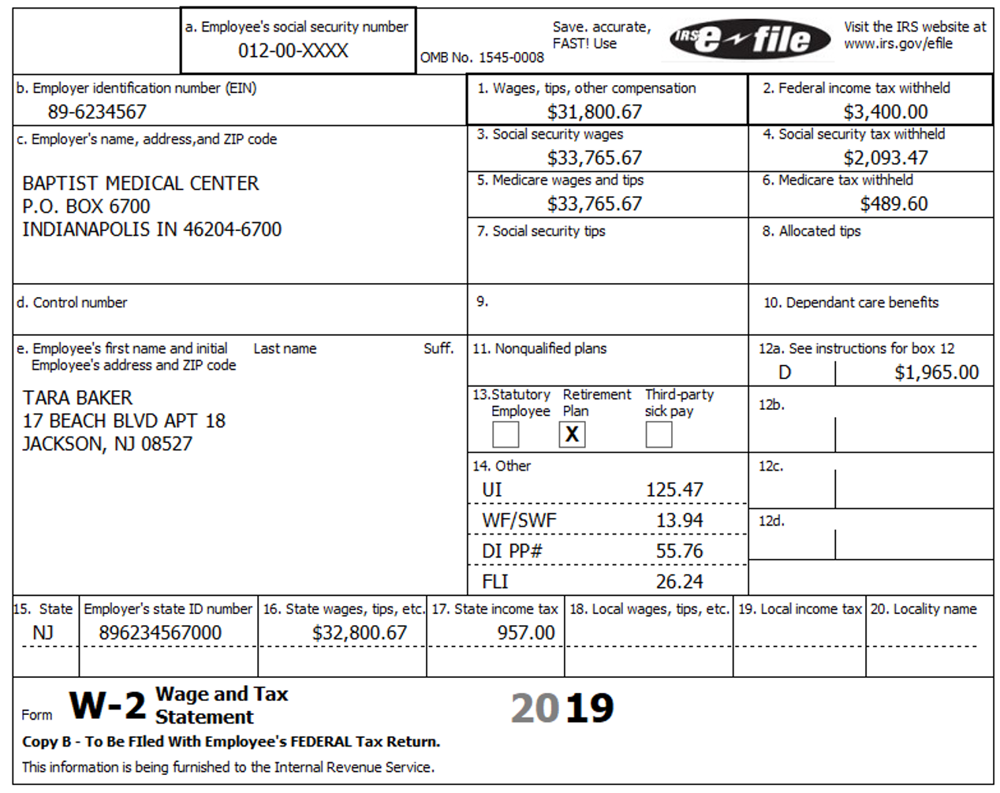 a. Employee's social security number
012-00-XXXX
OMB No. 1545-0008
Save. accurate,
FAST! Use
IRS e file
Visit the IRS website at
www.irs.gov/efile
b. Employer identification number (EIN)
89-6234567
1. Wages, tips, other compensation
$31,800.67
2. Federal income tax withheld
$3,400.00
c. Employer's name, address,and ZIP code
BAPTIST MEDICAL CENTER
P.O. BOX 6700
INDIANAPOLIS IN 46204-6700
3. Social security wages
$33,765.67
4. Social security tax withheld
$2,093.47
5. Medicare wages and tips
$33,765.67
6. Medicare tax withheld
$489.60
7. Social security tips
8. Allocated tips
d. Control number
9.
10. Dependant care benefits
e. Employee's first name and initial Last name Suff.
Employee's address and ZIP code
TARA BAKER
17 BEACH BLVD APT 18
JACKSON, NJ 08527
11. Nonqualified plans
12a. See instructions for box 12
D $1,965.00
13.Statutory Retirement Third-party
Employee Plan sick pay
X
12b.
14. Other
UI 125.47
WF/SWF 13.94
DI PP# 55.76
FLI 26.24
12c.
12d.
15. State Employer's state ID number 16. State wages, tips, etc. 17. State income tax 18. Local wages, tips, etc. 19. Local income tax 20. Locality name
NJ 896234567000 $32,800.67 957.00
Form W-2 Wage and Tax
Statement
2019
Copy B - To Be FIled With Employee's FEDERAL Tax Return.
This information is being furnished to the Internal Revenue Service.